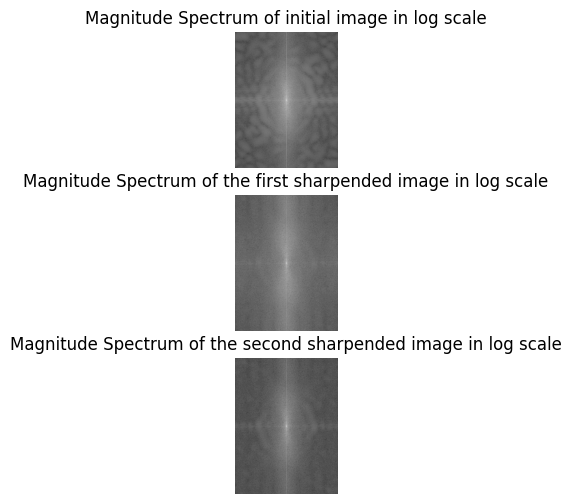 Magnitude Spectrum of initial image in log scale
Magnitude Spectrum of the first sharpended image in log scale
Magnitude Spectrum of the second sharpended image in log scale